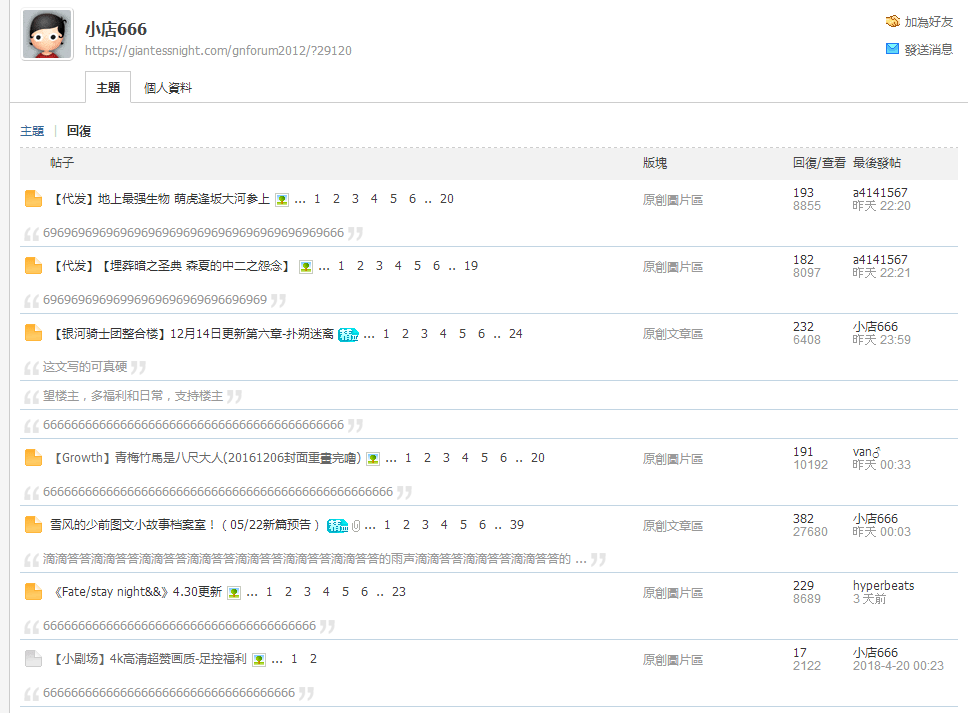 小店666
https://giantessnight.com/gnforum2012/?29120
加為好友
發送消息
主題 個人資料
主題 | 回復
帖子 版塊 回復/查看 最後發帖
【代发】地上最强生物 萌虎逢坂大河参上 ... 1 2 3 4 5 6 .. 20 原創圖片區 193 a4141567
8855 昨天 22:20
【代发】【埋葬暗之圣典 森夏的中二之怨念】 ... 1 2 3 4 5 6 .. 19 原創圖片區 182 a4141567
8097 昨天 22:21
【银河骑士团整合楼】12月14日更新第六章-扑朔迷离 精华 ... 1 2 3 4 5 6 .. 24 原創文章區 232 小店666
6408 昨天 23:59
这文写的可真硬
望楼主，多福利和日常，支持楼主
【Growth】青梅竹馬是八尺大人(20161206封面重畫完嚕) ... 1 2 3 4 5 6 .. 20 原創圖片區 191 van♂
10192 昨天 00:33
雪风的少前图文小故事档案室！（05/22新篇预告） ... 1 2 3 4 5 6 .. 39 原創文章區 382 小店666
27680 昨天 00:03
滴滴答答滴滴答答滴滴答答滴滴答答滴滴答答滴滴答答滴滴答答的雨声滴滴答答滴滴答答滴滴答答的 ...
《Fate/stay night&&》4.30更新 ... 1 2 3 4 5 6 .. 23 原創圖片區 229 hyperbeats
8689 3 天前
【小剧场】4k高清超赞画质-足控福利 ... 1 2 原創圖片區 17 小店666
2122 2018-4-20 00:23